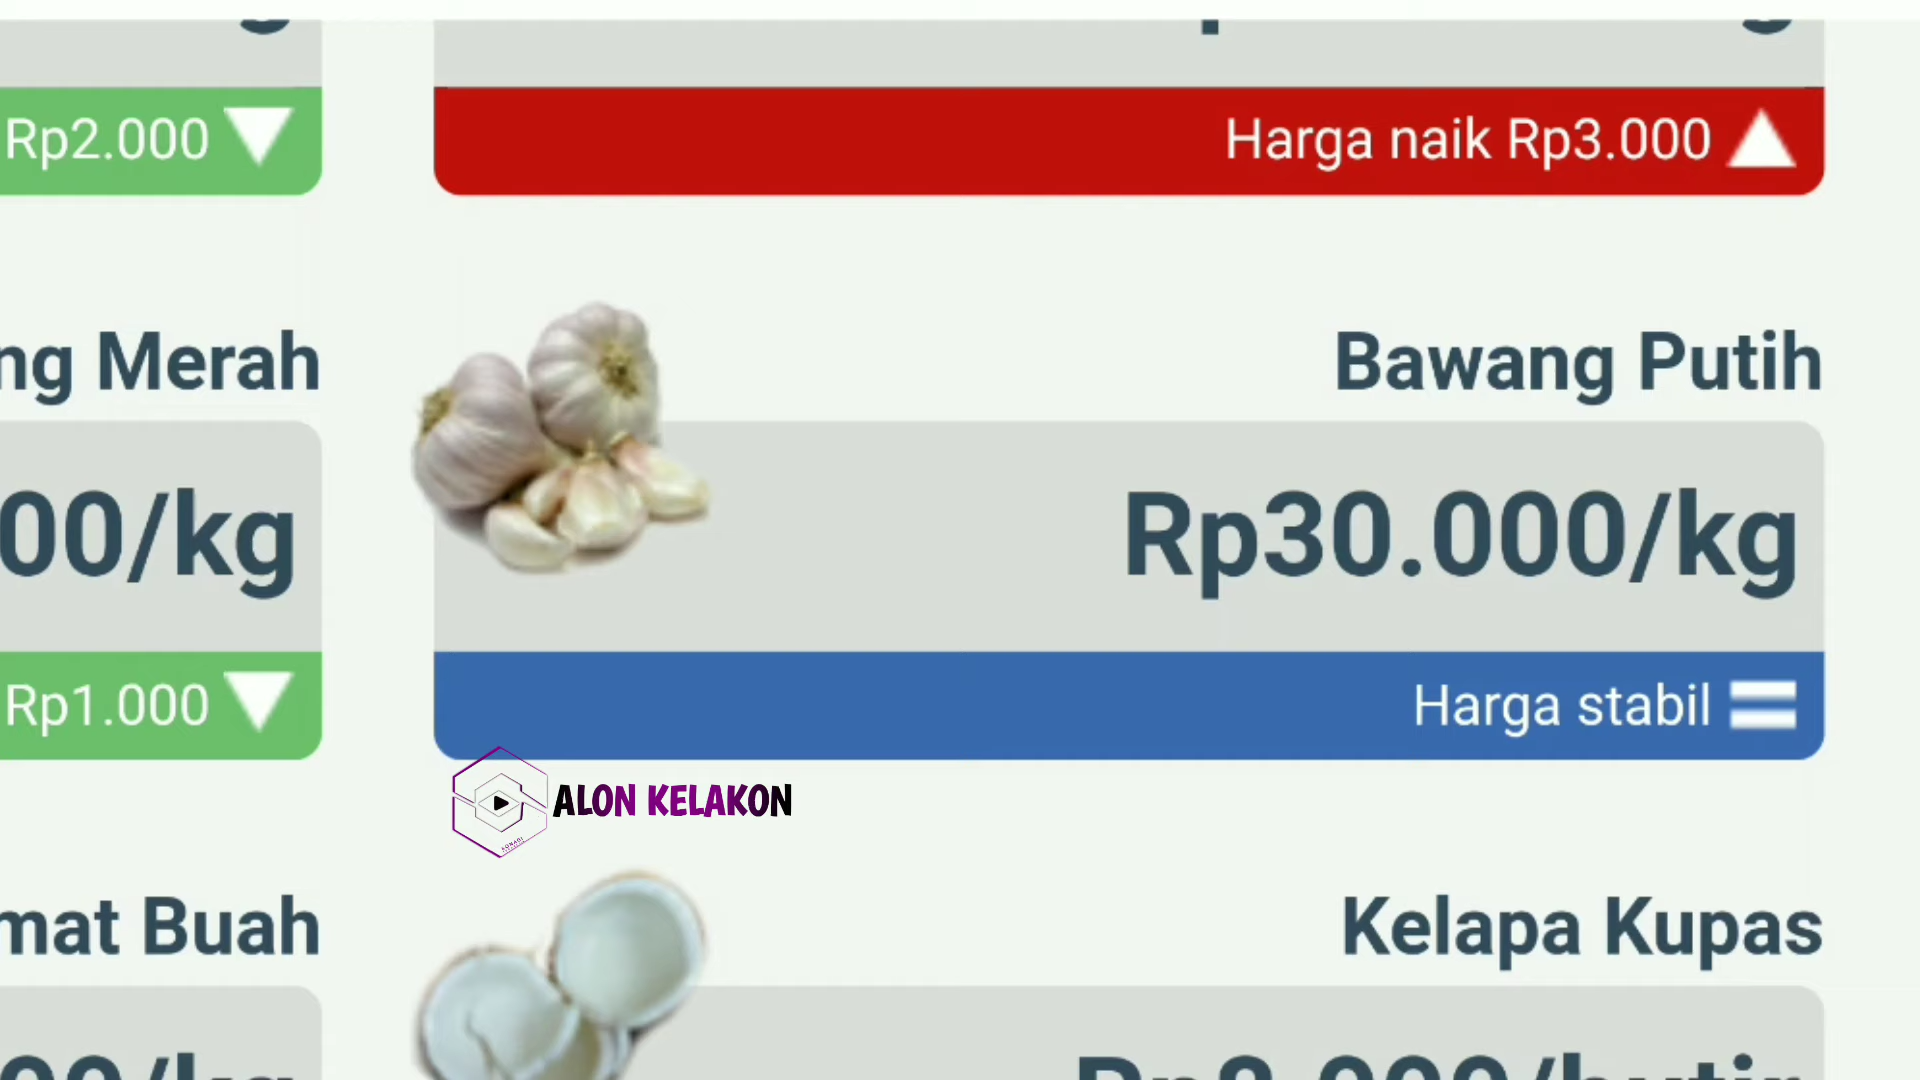 Rp2.000
Harga naik Rp3.000
ng Merah
Bawang Putih
00/kg
Rp30.000/kg
Rp1.000
Harga stabil
ALON KELAKON
mat Buah
Kelapa Kupas